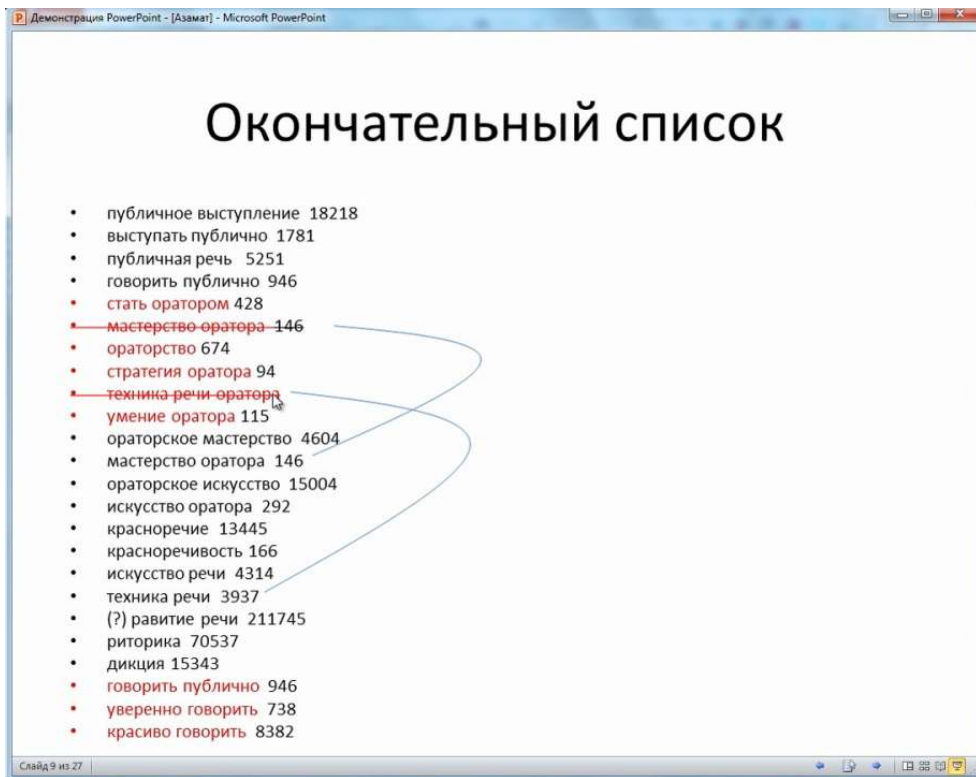 Демонстрация PowerPoint - [Азамат] - Microsoft PowerPoint
Окончательный список
• публичное выступление 18218
• выступать публично 1781
• публичная речь 5251
• говорить публично 946
• стать оратором 428
• мастерство оратора 146
• ораторство 674
• стратегия оратора 94
• техника речи оратора
• умение оратора 115
• ораторское мастерство 4604
• мастерство оратора 146
• ораторское искусство 15004
• искусство оратора 292
• красноречие 13445
• красноречивость 166
• искусство речи 4314
• техника речи 3937
• (?) равитие речи 211745
• риторика 70537
• дикция 15343
• говорить публично 946
• уверенно говорить 738
• красиво говорить 8382
Слайд 9 из 27